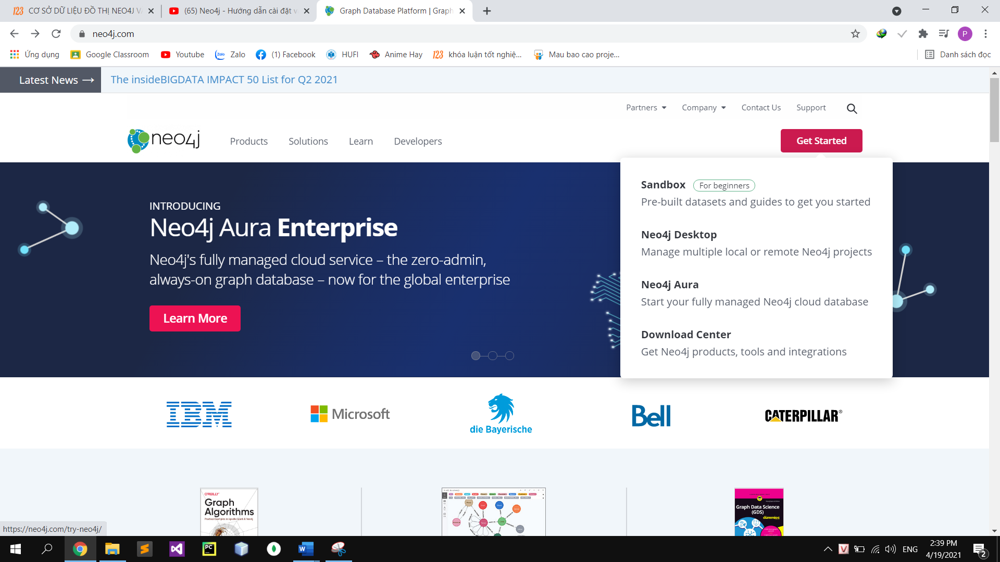 CƠ SỞ DỮ LIỆU ĐỒ THỊ NEO4J V
(65) Neo4j - Hướng dẫn cài đặt v
Graph Database Platform | Graph
neo4j.com
P
Ứng dụng
Google Classroom
Youtube
Zalo
(1) Facebook
HUFI
Anime Hay
khóa luận tốt nghiệ...
Mau bao cao proje...
Danh sách đọc
Latest News →
The insideBIGDATA IMPACT 50 List for Q2 2021
Partners
Company
Contact Us
Support
neo4j
Products
Solutions
Learn
Developers
Get Started
Sandbox
For beginners
Pre-built datasets and guides to get you started
Neo4j Desktop
Manage multiple local or remote Neo4j projects
Neo4j Aura
Start your fully managed Neo4j cloud database
Download Center
Get Neo4j products, tools and integrations
INTRODUCING
Neo4j Aura Enterprise
Neo4j's fully managed cloud service – the zero-admin,
always-on graph database – now for the global enterprise
Learn More
IBM
Microsoft
die Bayerische
Bell
CATERPILLAR®
O'REILLY
Graph
Algorithms
Practical Examples in Apache Spark & Neo4j
Graph Data Science
(GDS)
dummies
https://neo4j.com/try-neo4j/
ENG
2:39 PM
4/19/2021
2